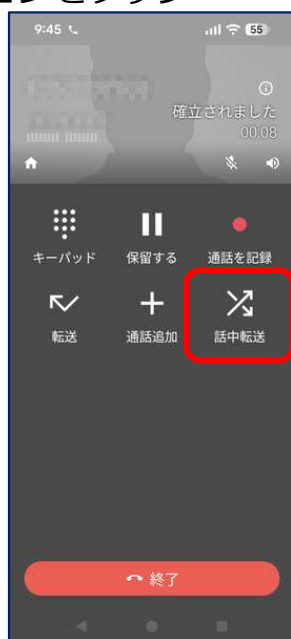 9:45
55
確立されました
00:08
キーパッド
保留する
通話を記録
転送
通話追加
話中転送
終了